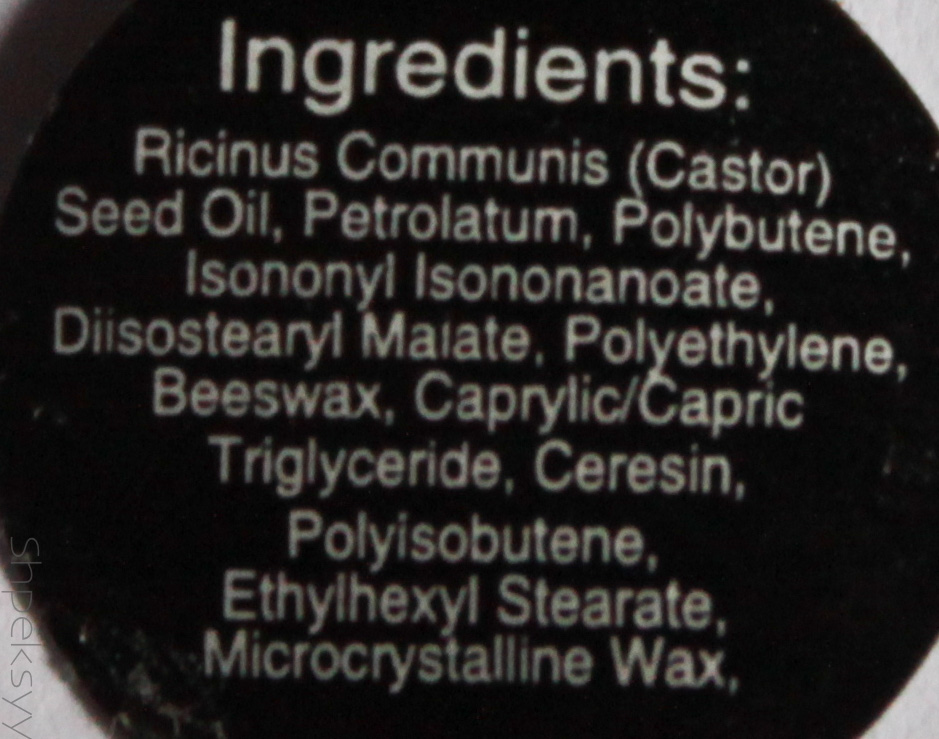 Ingredients:
Ricinus Communis (Castor)
Seed Oil, Petrolatum, Polybutene,
Isononyl Isononanoate,
Diisostearyl Malate, Polyethylene,
Beeswax, Caprylic/Capric
Triglyceride, Ceresin,
Polyisobutene,
Ethylhexyl Stearate,
Microcrystalline Wax,
Shpeksyy